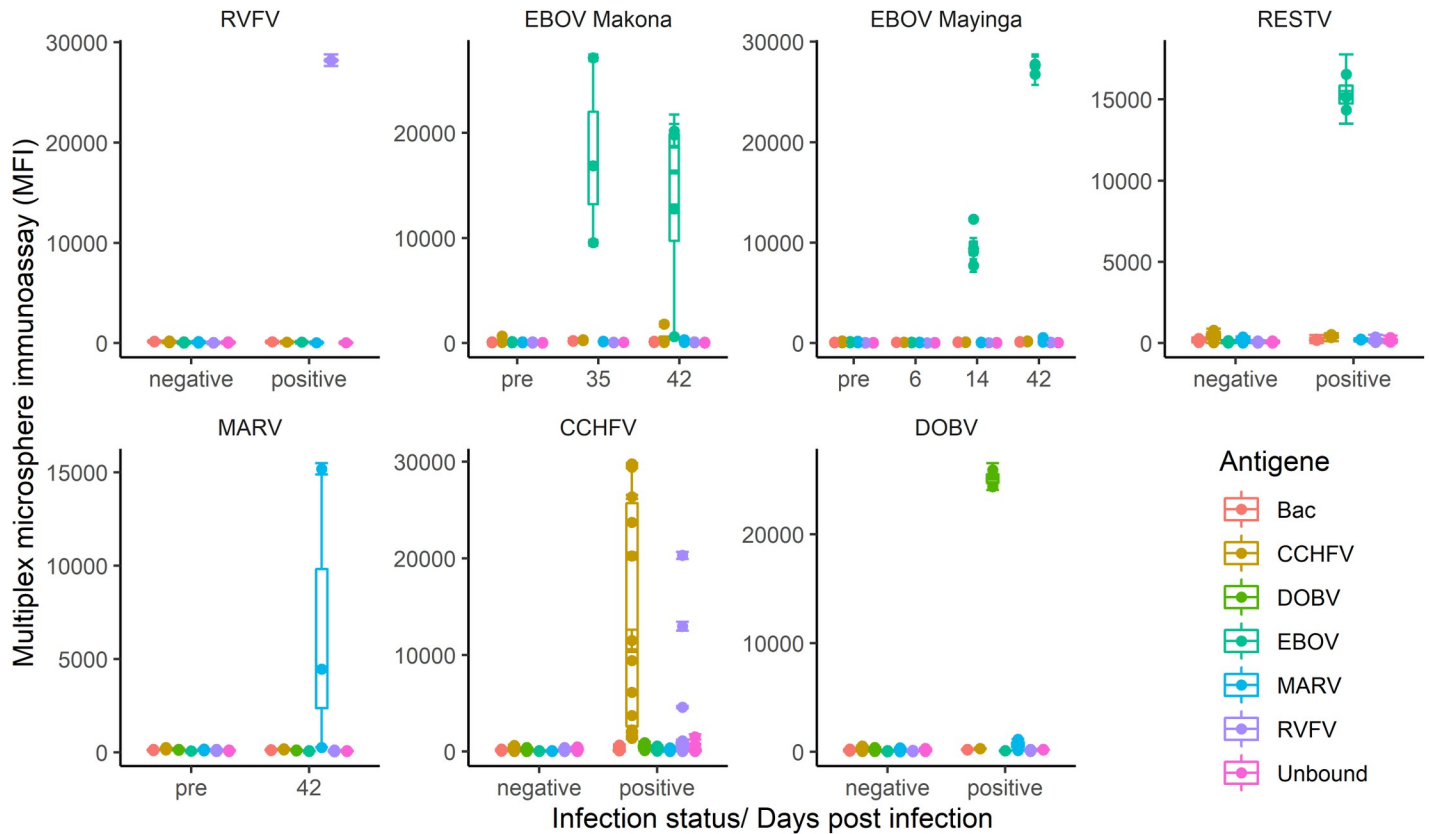 RVFV
EBOV Makona
EBOV Mayinga
RESTV
Multiplex microsphere immunoassay (MFI)
30000
20000
10000
0
negative
positive
20000
10000
0
pre
35
42
30000
20000
10000
0
pre
6
14
42
15000
10000
5000
0
negative
positive
MARV
CCHFV
DOBV
15000
10000
5000
0
pre
42
30000
20000
10000
0
negative
positive
20000
10000
0
negative
positive
Infection status/ Days post infection
Antigene
Bac
CCHFV
DOBV
EBOV
MARV
RVFV
Unbound